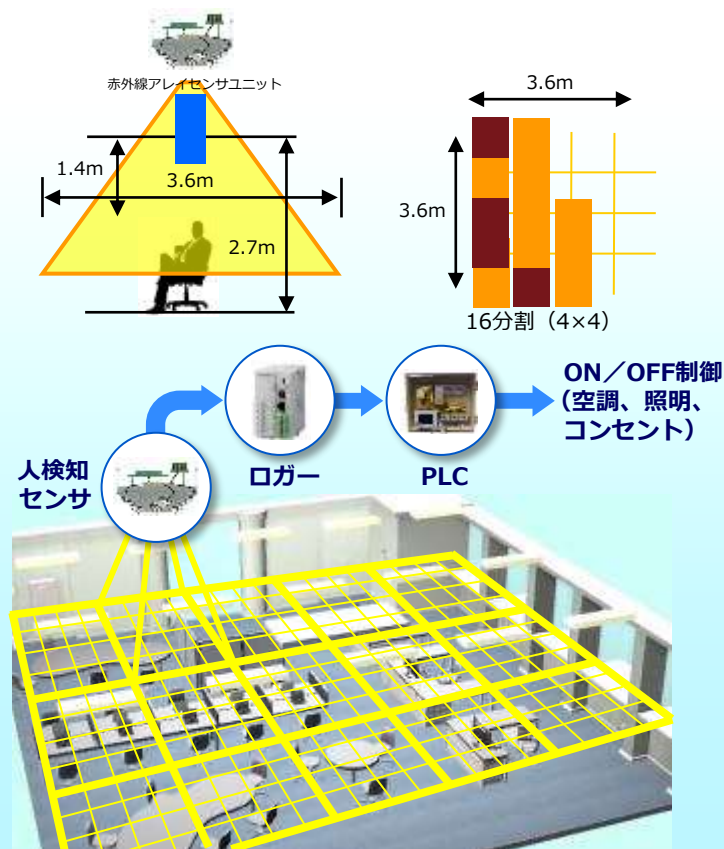 赤外線アレイセンサユニット
1.4m
3.6m
2.7m
3.6m
3.6m
16分割（4×4）
人検知
センサ
ロガー
PLC
ON／OFF制御
（空調、照明、
コンセント）